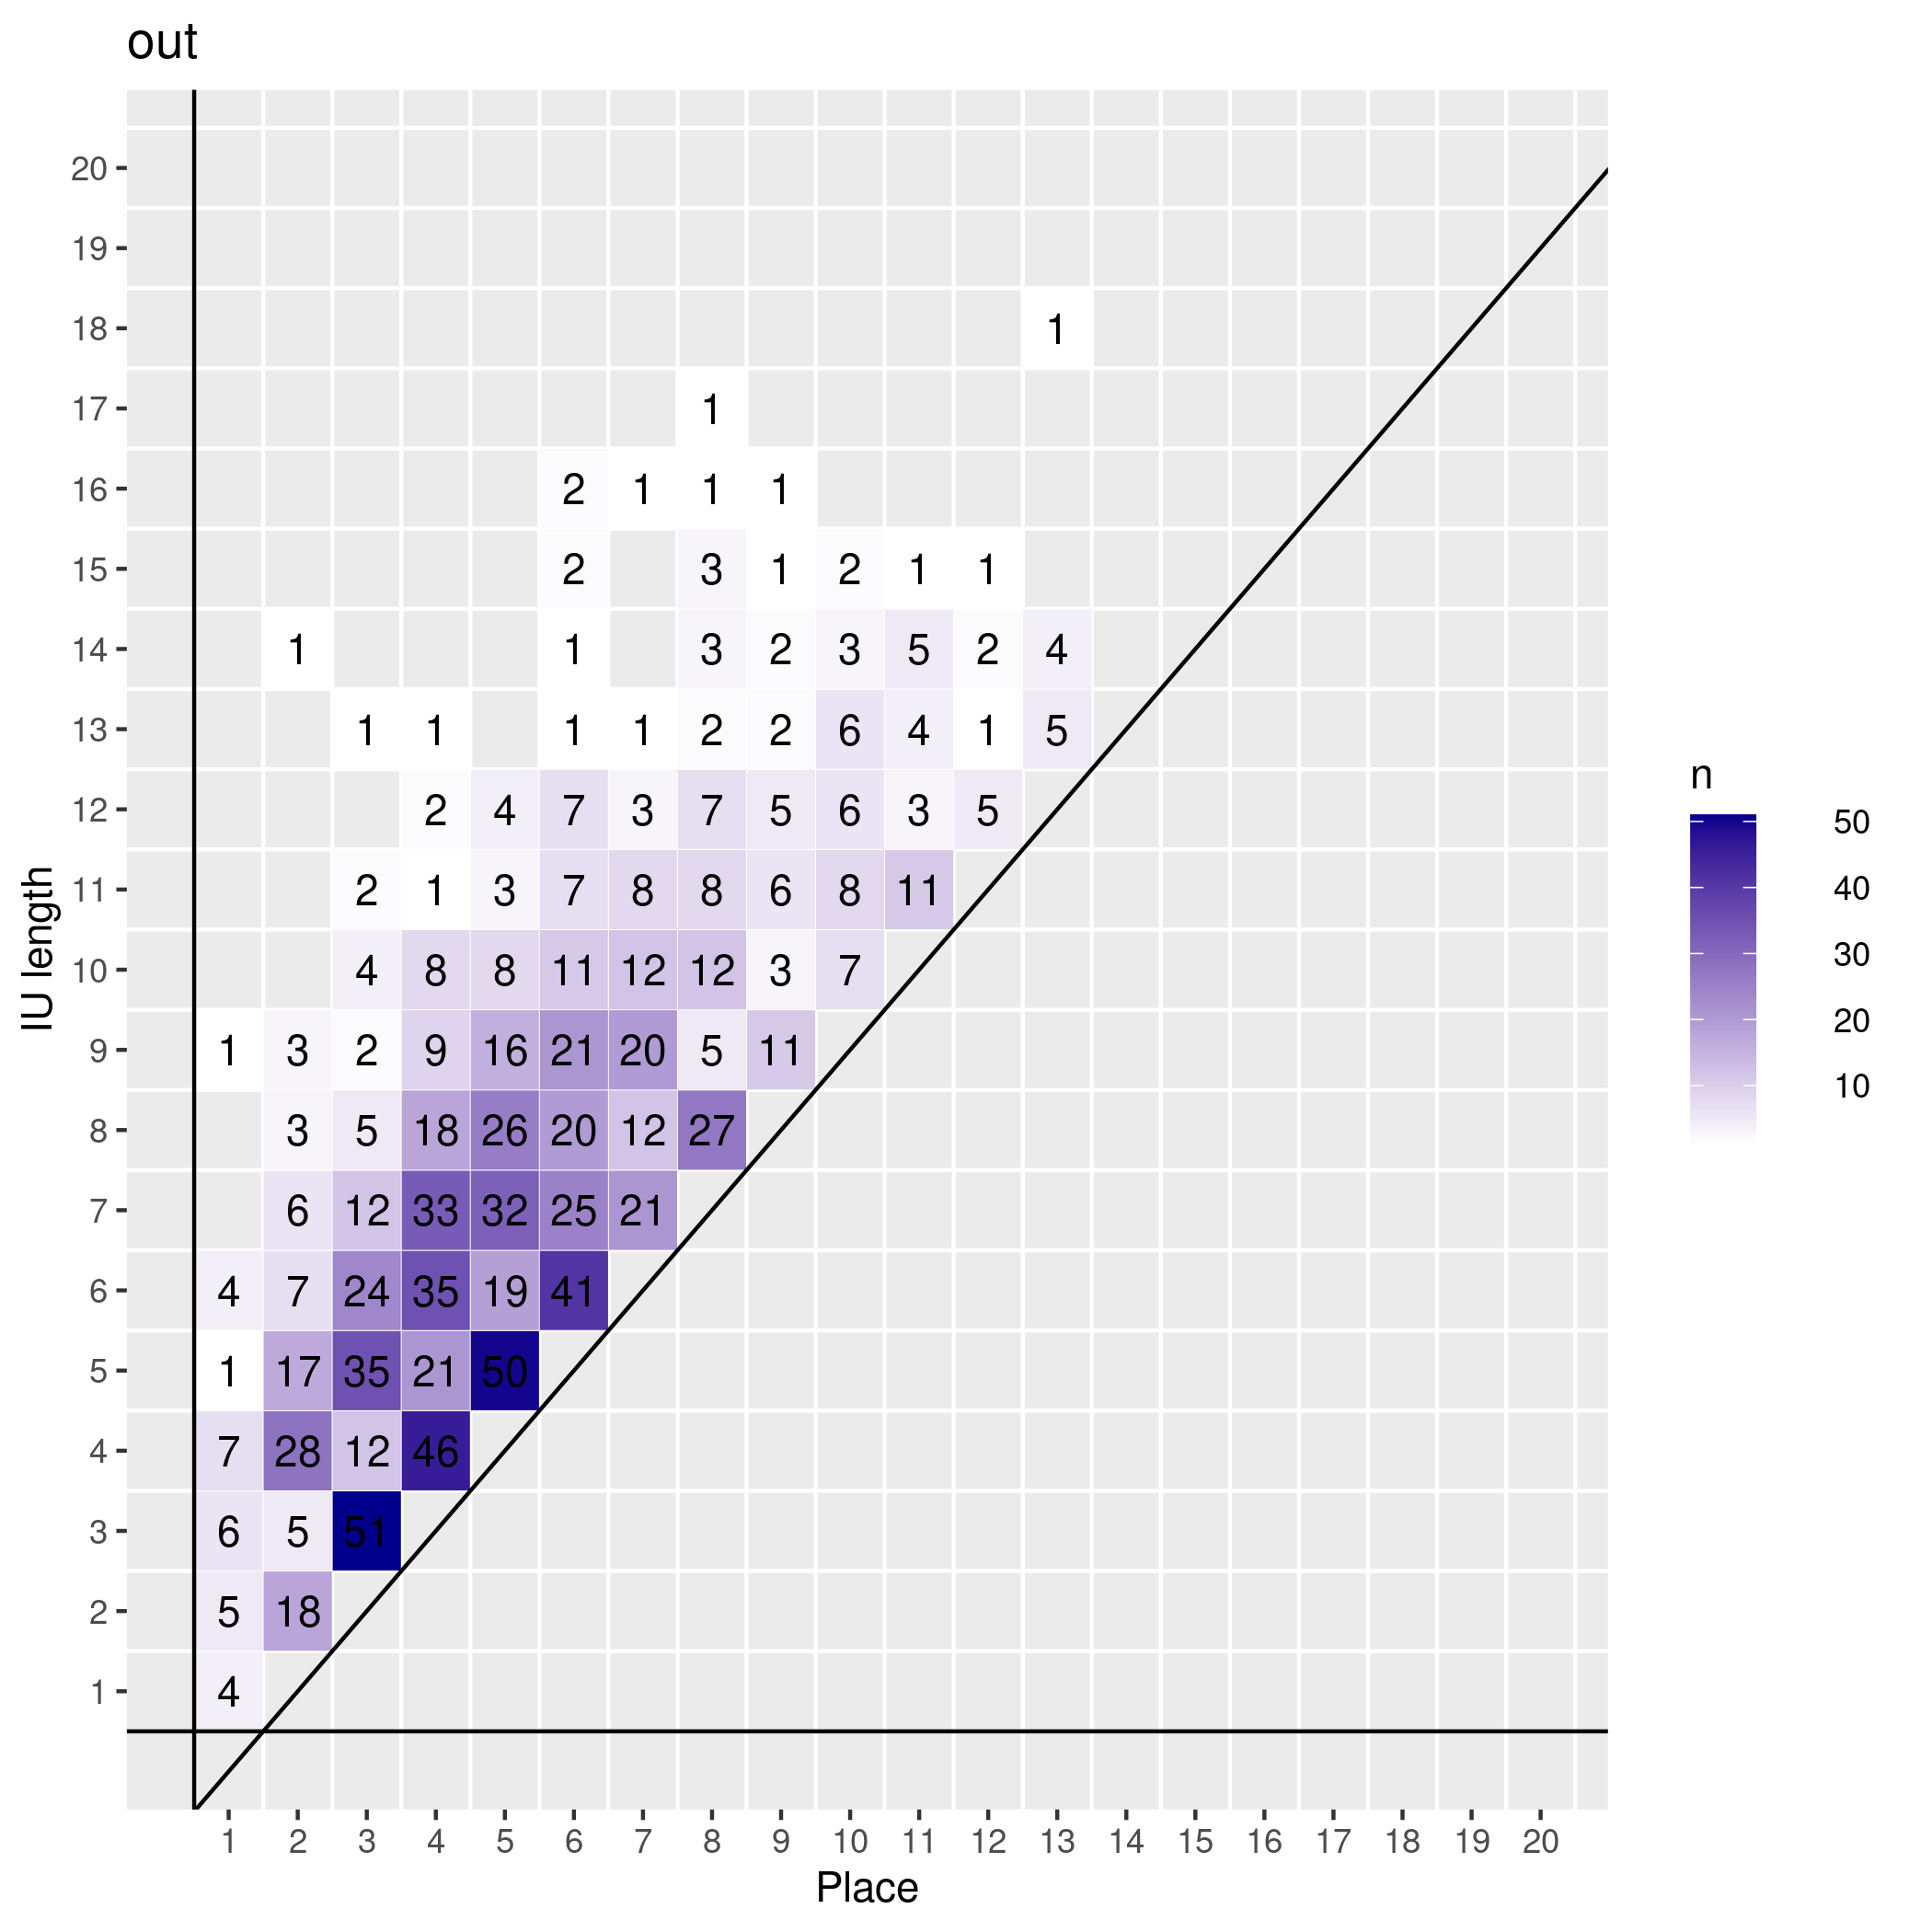 out
20
19
18 1
17 1
16 2 1 1 1
15 2 3 1 2 1 1
14 1 1 3 2 3 5 2 4
13 1 1 1 1 2 2 6 4 1 5
12 2 4 7 3 7 5 6 3 5
11 2 1 3 7 8 8 6 8 11
10 4 8 8 11 12 12 3 7
9 1 3 2 9 16 21 20 5 11
8 3 5 18 26 20 12 27
7 6 12 33 32 25 21
6 4 7 24 35 19 41
5 1 17 35 21 50
4 7 28 12 46
3 6 5 51
2 5 18
1 4
1 2 3 4 5 6 7 8 9 10 11 12 13 14 15 16 17 18 19 20
Place
IU length
n
50
40
30
20
10